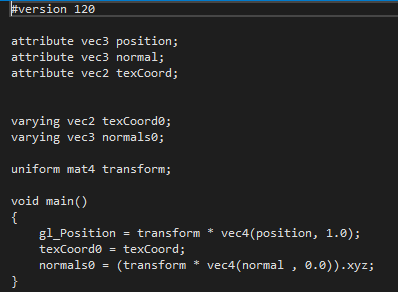 #version 120

attribute vec3 position;
attribute vec3 normal;
attribute vec2 texCoord;


varying vec2 texCoord0;
varying vec3 normals0;

uniform mat4 transform;

void main()
{
    gl_Position = transform * vec4(position, 1.0);
    texCoord0 = texCoord;
    normals0 = (transform * vec4(normal , 0.0)).xyz;
}